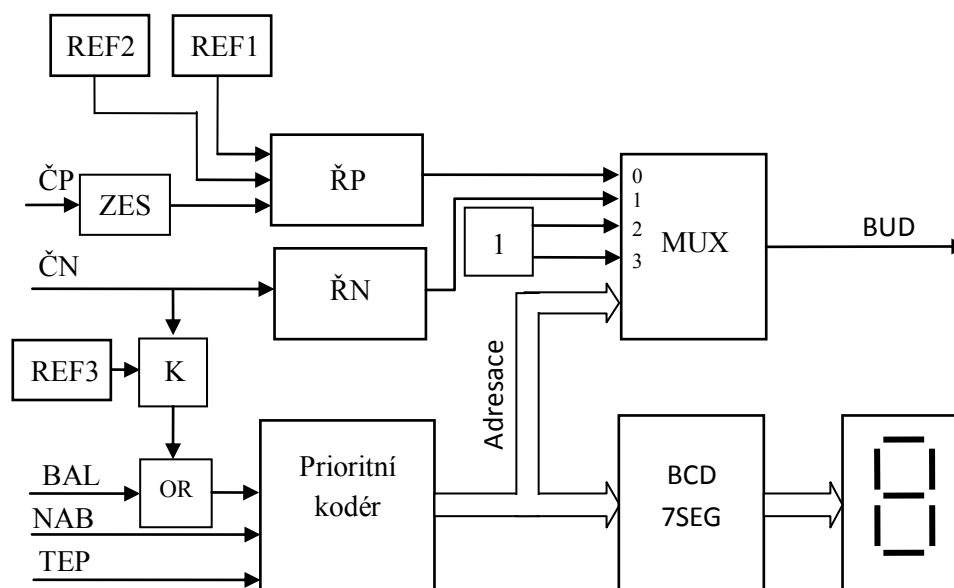 REF2 REF1
ČP
ZES
ŘP
0
1
2
3
MUX
BUD
1
ČN
ŘN
REF3
K
Adresace
BAL
OR
NAB
TEP
Prioritní
kodér
BCD
7SEG